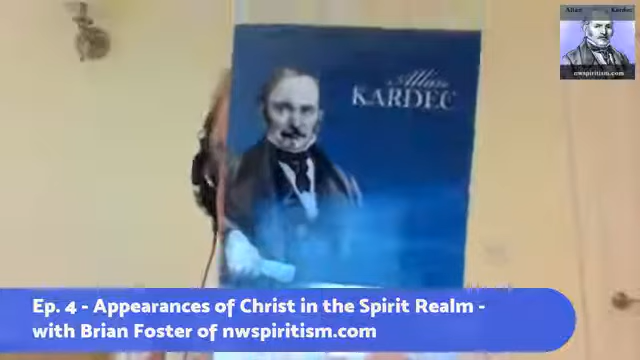 Allan Kardec
nwspiritism.com
Allan
KARDEC
Ep. 4 - Appearances of Christ in the Spirit Realm -
with Brian Foster of nwspiritism.com